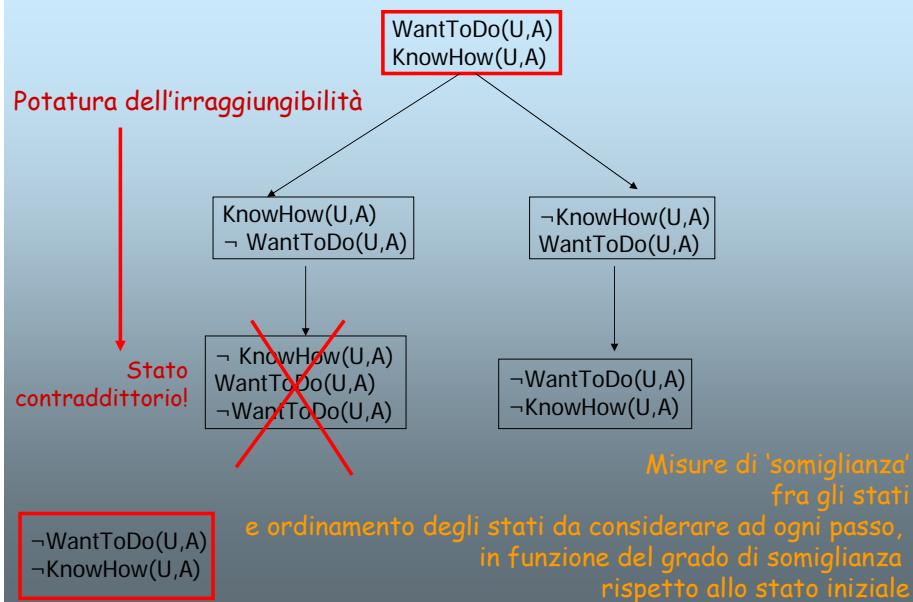 WantToDo(U,A)
KnowHow(U,A)
Potatura dell'irraggiungibilità
KnowHow(U,A)
¬ WantToDo(U,A)
¬KnowHow(U,A)
WantToDo(U,A)
Stato
contraddittorio!
¬ KnowHow(U,A)
WantToDo(U,A)
¬WantToDo(U,A)
¬WantToDo(U,A)
¬KnowHow(U,A)
Misure di 'somiglianza'
fra gli stati
e ordinamento degli stati da considerare ad ogni passo,
in funzione del grado di somiglianza
rispetto allo stato iniziale
¬WantToDo(U,A)
¬KnowHow(U,A)